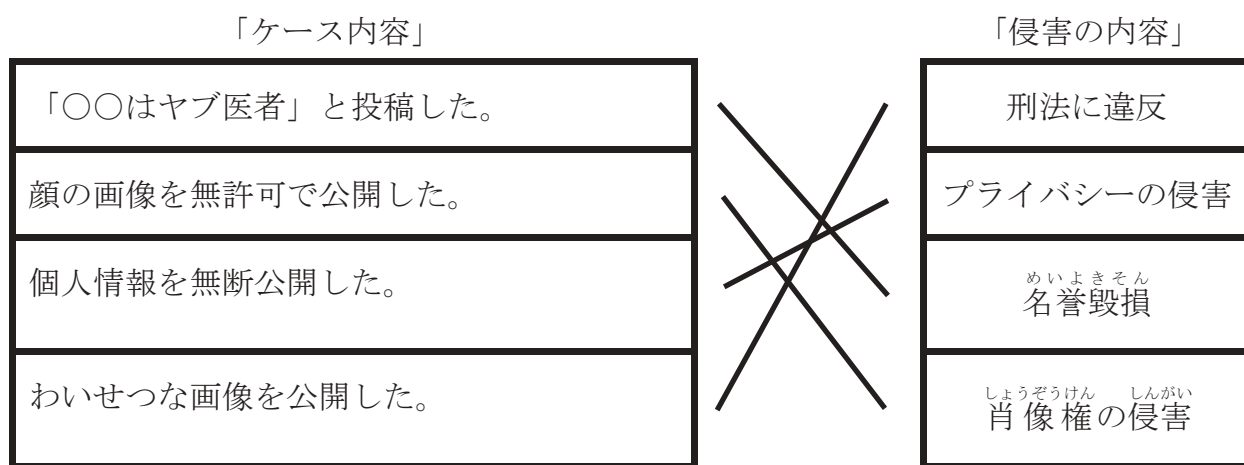 「ケース内容」
「○○はヤブ医者」と投稿した。
顔の画像を無許可で公開した。
個人情報を無断公開した。
わいせつな画像を公開した。
「侵害の内容」
刑法に違反
プライバシーの侵害
めいよきそん
名誉毀損
しょうぞうけん しんがい
肖像権の侵害